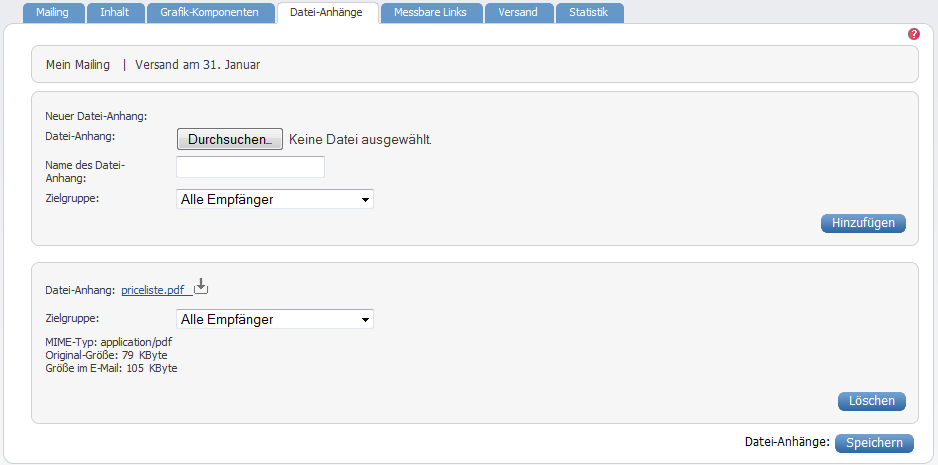 Mailing Inhalt Grafik-Komponenten Datei-Anhänge Messbare Links Versand Statistik
?
Mein Mailing | Versand am 31. Januar
Neuer Datei-Anhang:
Datei-Anhang: Durchsuchen… Keine Datei ausgewählt.
Name des Datei-
Anhang:
Zielgruppe: Alle Empfänger
Hinzufügen
Datei-Anhang: priceliste.pdf
Zielgruppe: Alle Empfänger
MIME-Typ: application/pdf
Original-Größe: 79 KByte
Größe im E-Mail: 105 KByte
Löschen
Datei-Anhänge: Speichern